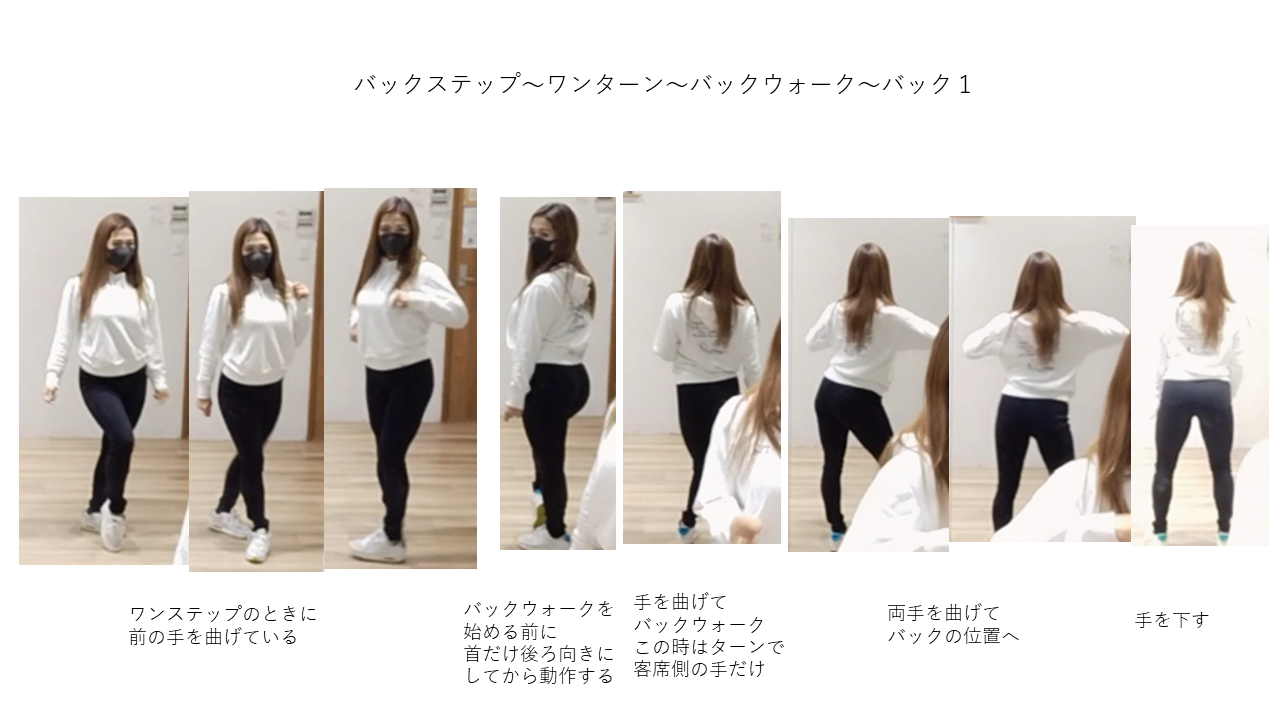 バックステップ～ワンターン～バックウォーク～バック１
ワンステップのときに
前の手を曲げている
バックウォークを
始める前に
首だけ後ろ向きに
してから動作する
手を曲げて
バックウォーク
この時はターンで
客席側の手だけ
両手を曲げて
バックの位置へ
手を下す